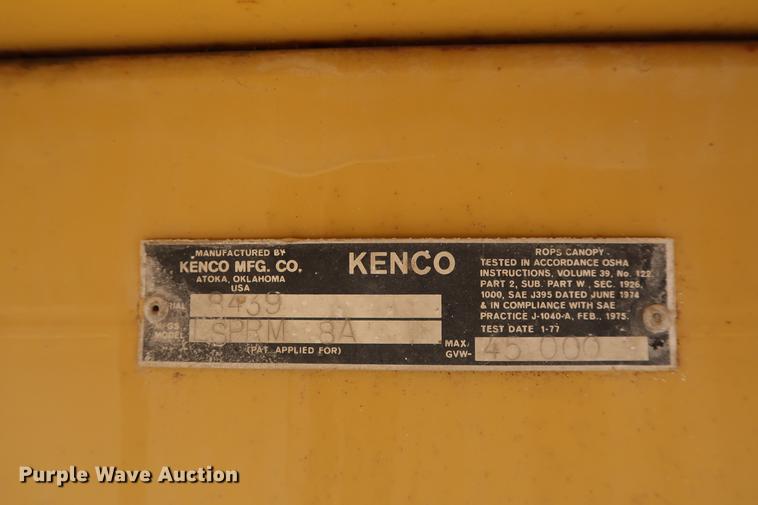 MANUFACTURED BY
KENCO MFG. CO.
ATOKA, OKLAHOMA
USA
KENCO
ROPS CANOPY
TESTED IN ACCORDANCE OSHA
INSTRUCTIONS, VOLUME 39, No. 122
PART 2, SUB. PART W, SEC. 1926,
1000, SAE J395 DATED JUNE 1974
& IN COMPLIANCE WITH SAE
PRACTICE J-1040-A, FEB., 1975.
TEST DATE 1-77
8439
MODEL LSPRM 8A
(PAT. APPLIED FOR)
MAX.
GVW- 45 000
Purple Wave Auction